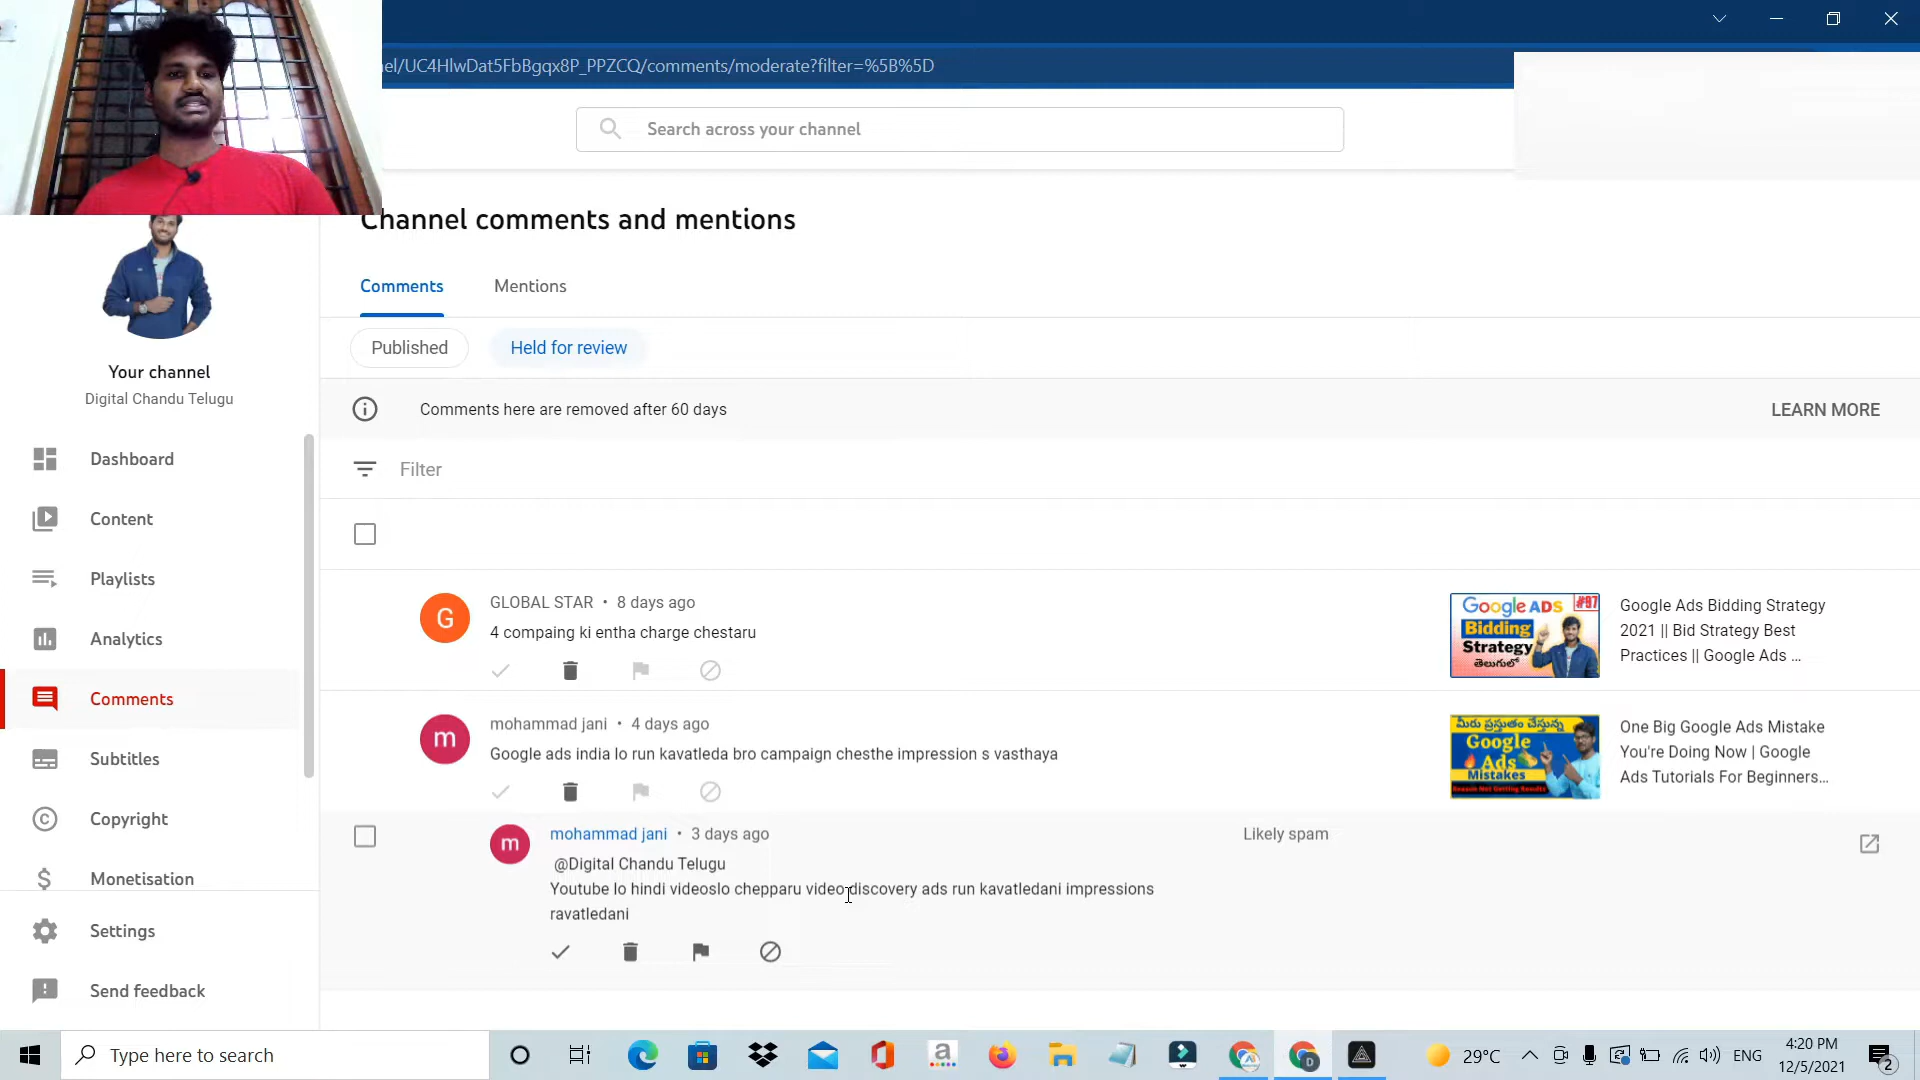 el/UC4HlwDat5FbBgqx8P_PPZCQ/comments/moderate?filter=%5B%5D
Search across your channel
Channel comments and mentions
Comments
Mentions
Published
Held for review
Comments here are removed after 60 days
LEARN MORE
Filter
Your channel
Digital Chandu Telugu
Dashboard
Content
Playlists
Analytics
Comments
Subtitles
Copyright
Monetisation
Settings
Send feedback
G
GLOBAL STAR • 8 days ago
4 compaing ki entha charge chestaru
Google ADS #97
Bidding
Strategy
తెలుగులో
Google Ads Bidding Strategy
2021 || Bid Strategy Best
Practices || Google Ads ...
m
mohammad jani • 4 days ago
Google ads india lo run kavatleda bro campaign chesthe impression s vasthaya
మీరు ప్రస్తుతం చేస్తున్న
Google
Ads
Mistakes
Reason Not Getting Results
One Big Google Ads Mistake
You're Doing Now | Google
Ads Tutorials For Beginners...
m
mohammad jani • 3 days ago
Likely spam
@Digital Chandu Telugu
Youtube lo hindi videoslo chepparu video discovery ads run kavatledani impressions
ravatledani
Type here to search
29°C
ENG
4:20 PM
12/5/2021
2